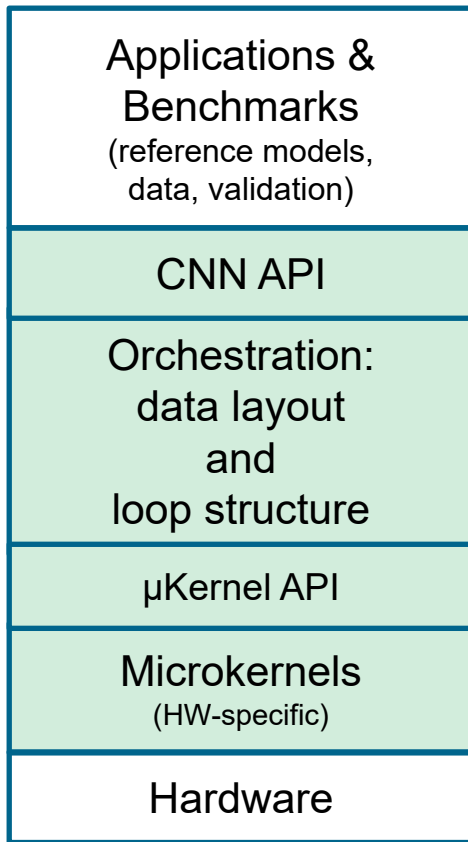 Applications &
Benchmarks
(reference models,
data, validation)
CNN API
Orchestration:
data layout
and
loop structure
µKernel API
Microkernels
(HW-specific)
Hardware